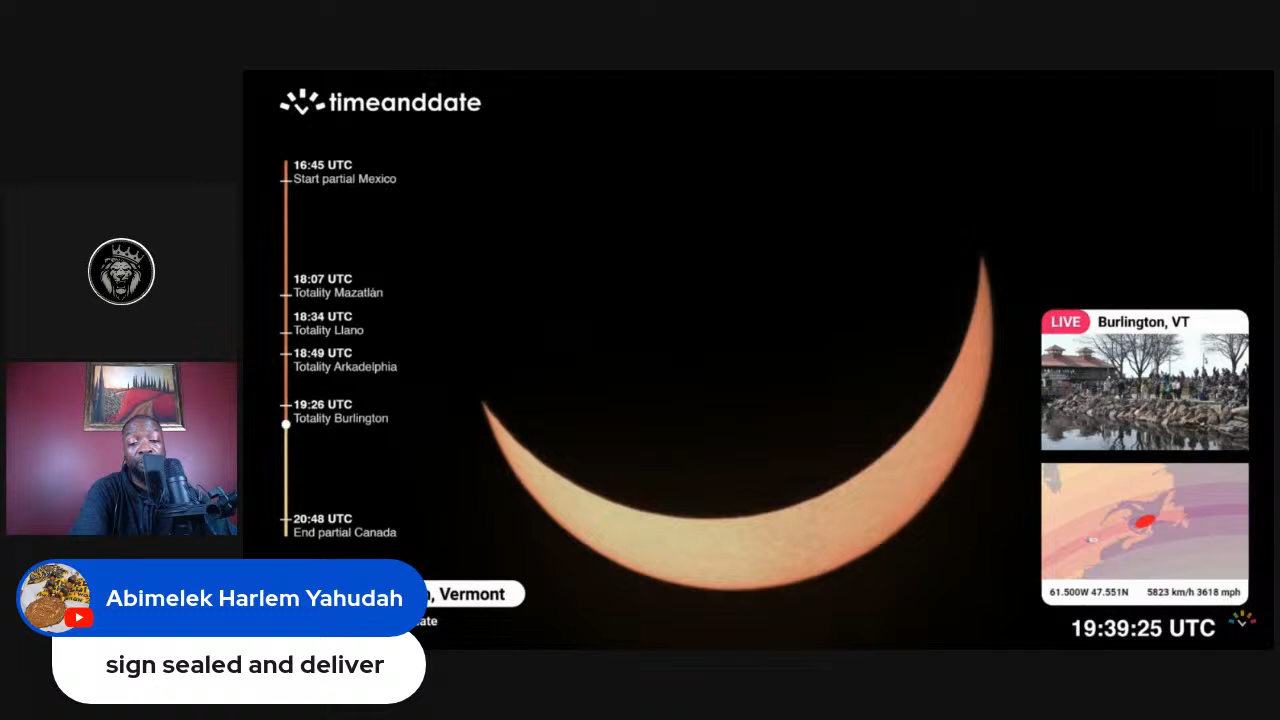 timeanddate
16:45 UTC
Start partial Mexico
18:07 UTC
Totality Mazatlán
18:34 UTC
Totality Llano
18:49 UTC
Totality Arkadelphia
19:26 UTC
Totality Burlington
20:48 UTC
End partial Canada
LIVE Burlington, VT
61.500W 47.551N 5823 km/h 3618 mph
19:39:25 UTC
Vermont
Abimelek Harlem Yahudah
sign sealed and deliver